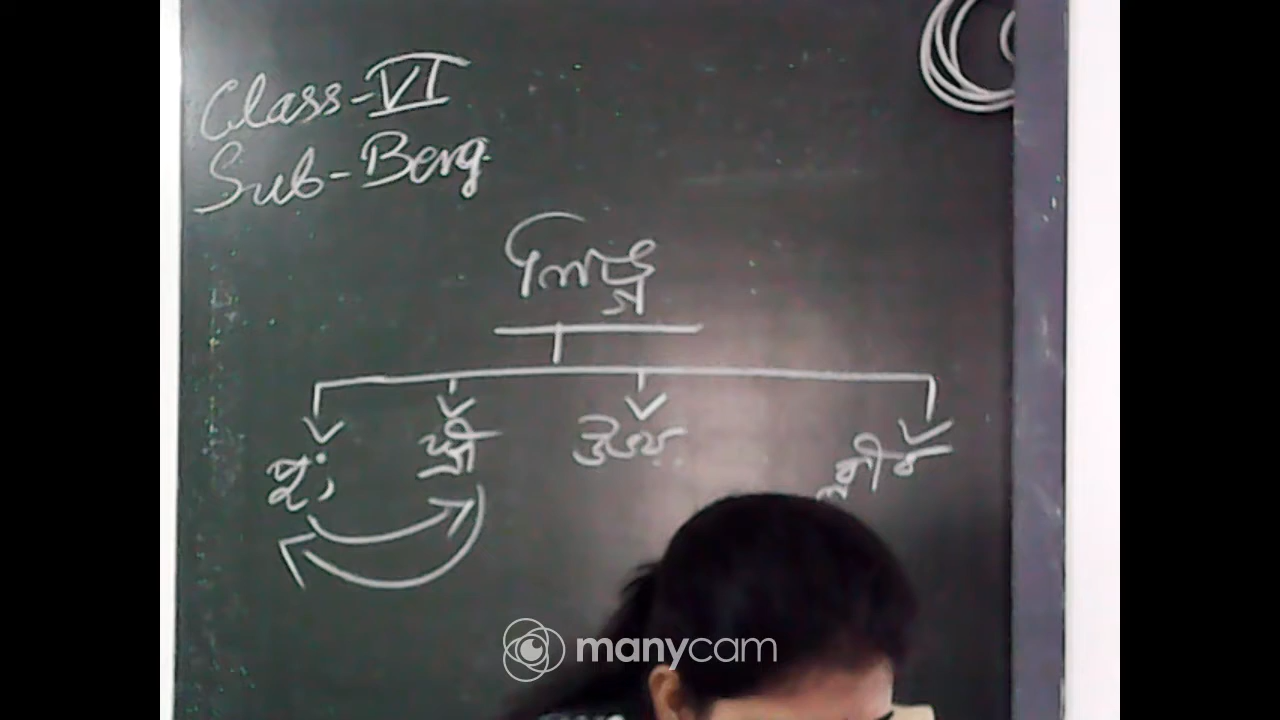 Class-VI
Sub-Beng
লিঙ্গ
পুং, স্ত্রী উভয় ক্লীব
manycam